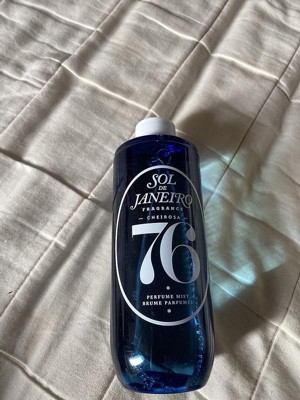 SOL
DE
JANEIRO
FRAGRANCE
— CHEIROSA —
76
PERFUME MIST
BRUME PARFUMÉE